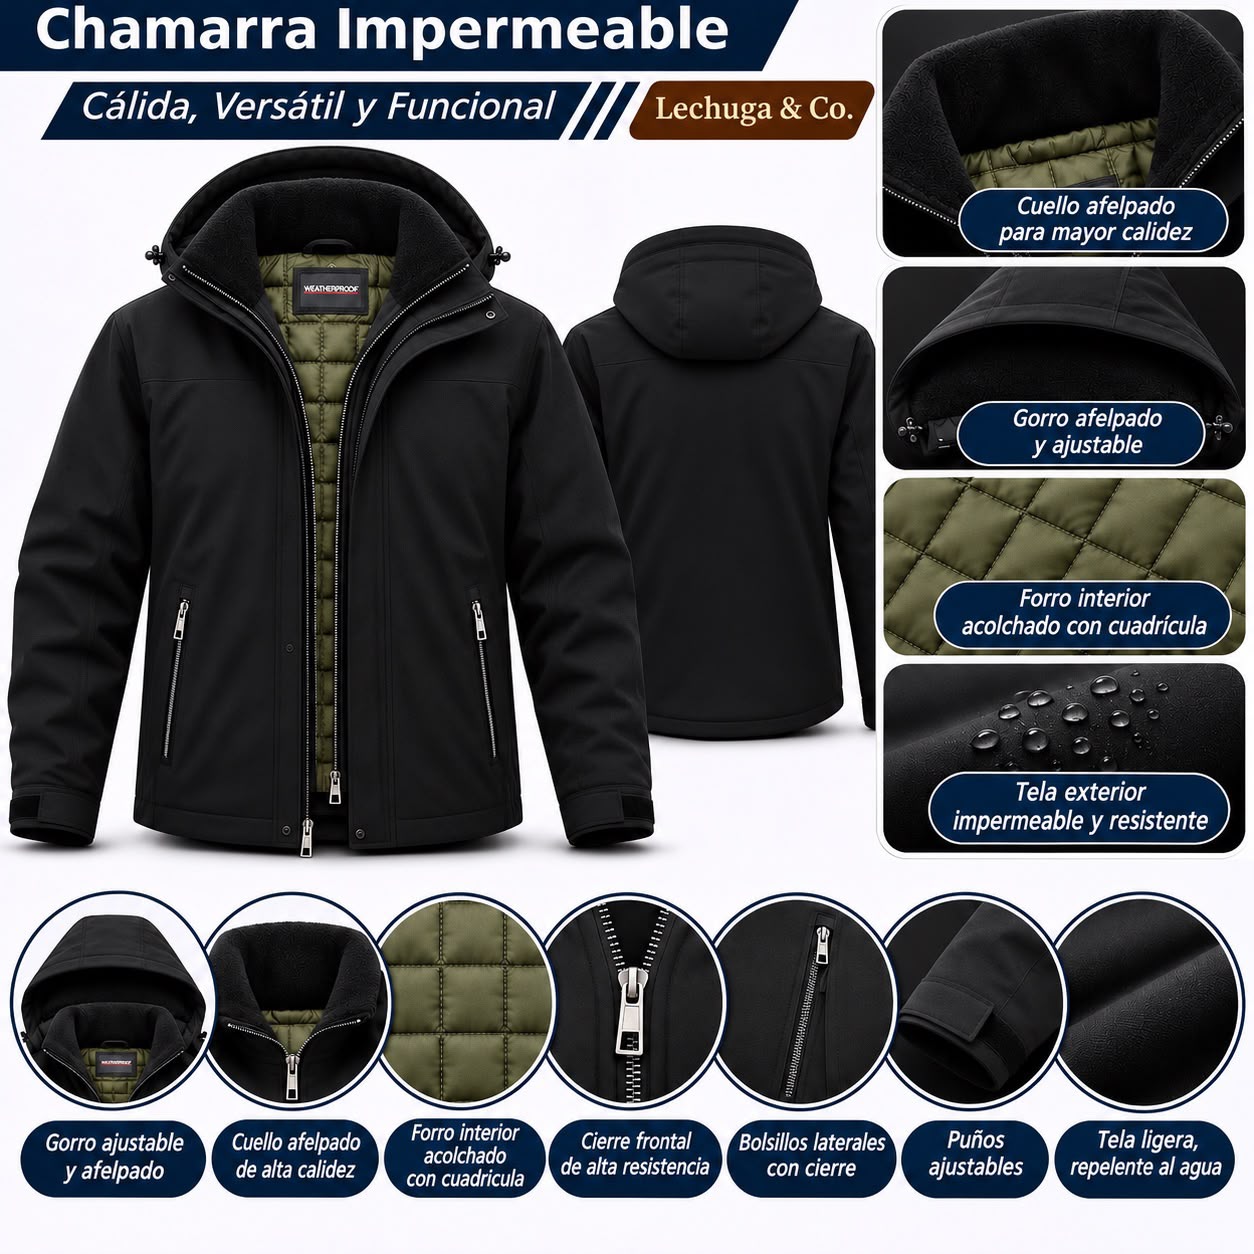 Chamarra Impermeable
Cálida, Versátil y Funcional
Lechuga & Co.
WEATHERPROOF
Cuello afelpado
para mayor calidez
Gorro afelpado
y ajustable
Forro interior
acolchado con cuadrícula
Tela exterior
impermeable y resistente
WEATHERPROOF
Gorro ajustable
y afelpado
Cuello afelpado
de alta calidez
Forro interior
acolchado
con cuadricula
Cierre frontal
de alta resistencia
Bolsillos laterales
con cierre
Puños
ajustables
Tela ligera,
repelente al agua